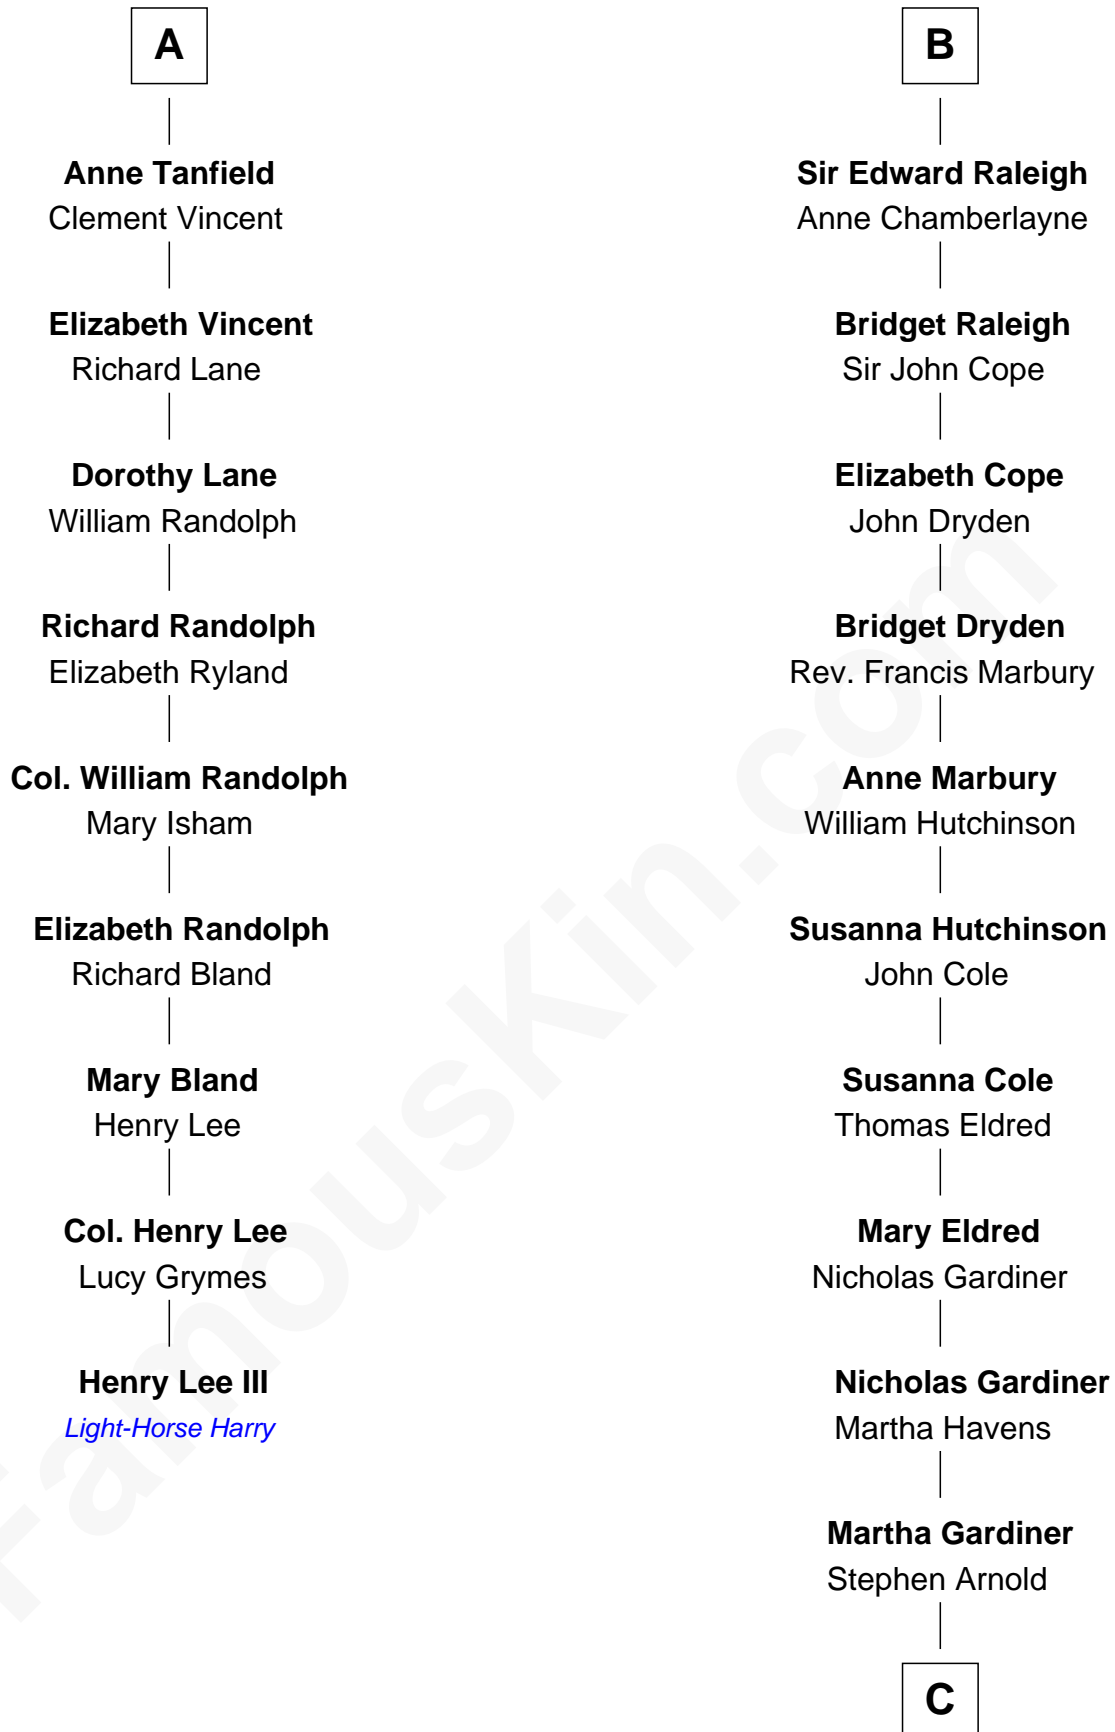 A
Anne Tanfield
Clement Vincent
Elizabeth Vincent
Richard Lane
Dorothy Lane
William Randolph
Richard Randolph
Elizabeth Ryland
Col. William Randolph
Mary Isham
Elizabeth Randolph
Richard Bland
Mary Bland
Henry Lee
Col. Henry Lee
Lucy Grymes
Henry Lee III
Light-Horse Harry
B
Sir Edward Raleigh
Anne Chamberlayne
Bridget Raleigh
Sir John Cope
Elizabeth Cope
John Dryden
Bridget Dryden
Rev. Francis Marbury
Anne Marbury
William Hutchinson
Susanna Hutchinson
John Cole
Susanna Cole
Thomas Eldred
Mary Eldred
Nicholas Gardiner
Nicholas Gardiner
Martha Havens
Martha Gardiner
Stephen Arnold
C
FamousKin.com